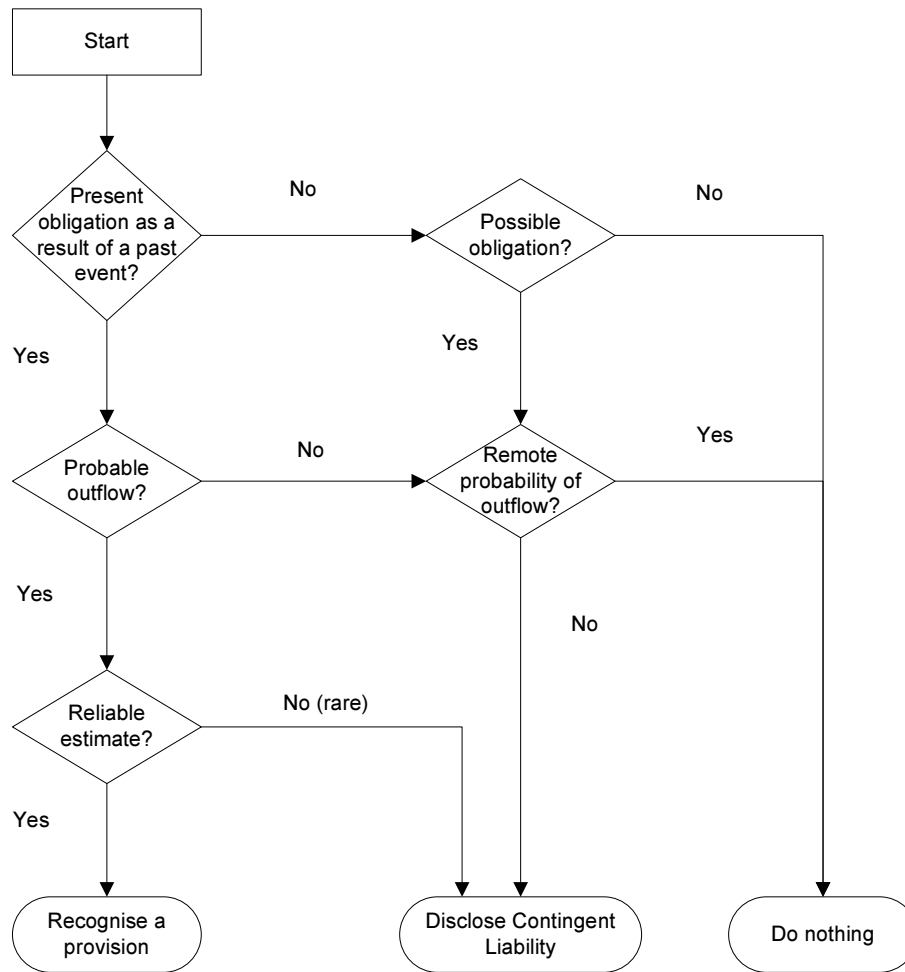 Start
Present
obligation as a
result of a past
event?
No
Possible
obligation?
No
Yes
Yes
Probable
outflow?
No
Remote
probability of
outflow?
Yes
Yes
No
Reliable
estimate?
No (rare)
Yes
Recognise a
provision
Disclose Contingent
Liability
Do nothing